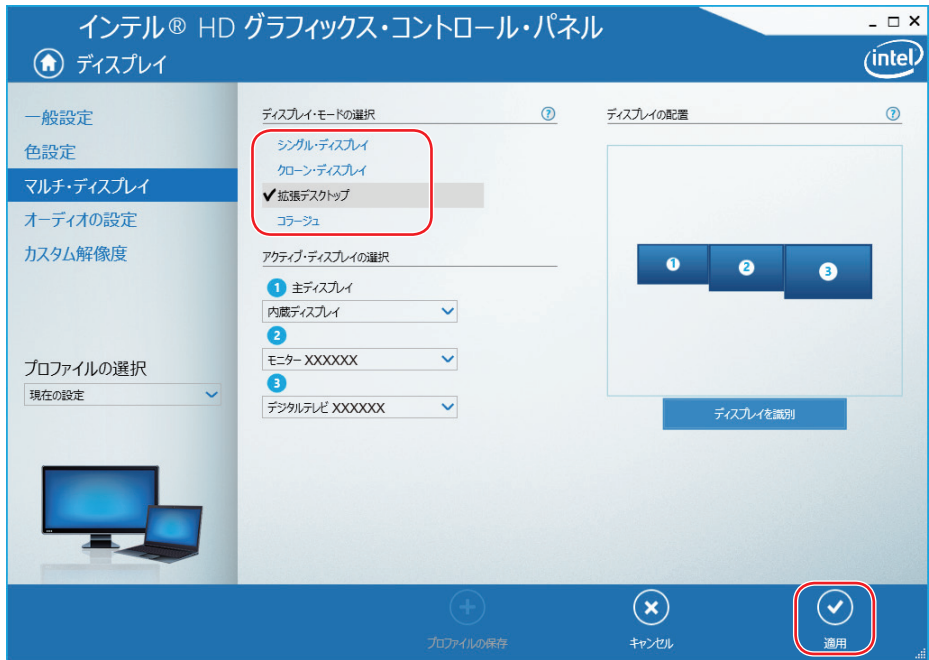 インテル® HD グラフィックス・コントロール・パネル
ディスプレイ
intel
一般設定
色設定
マルチ・ディスプレイ
オーディオの設定
カスタム解像度
プロファイルの選択
現在の設定
ディスプレイ・モードの選択
?
シングル・ディスプレイ
クローン・ディスプレイ
✔拡張デスクトップ
コラージュ
アクティブ・ディスプレイの選択
1 主ディスプレイ
内蔵ディスプレイ
2
モニター XXXXXX
3
デジタルテレビ XXXXXX
ディスプレイの配置
?
1
2
3
ディスプレイを識別
プロファイルの保存
キャンセル
適用